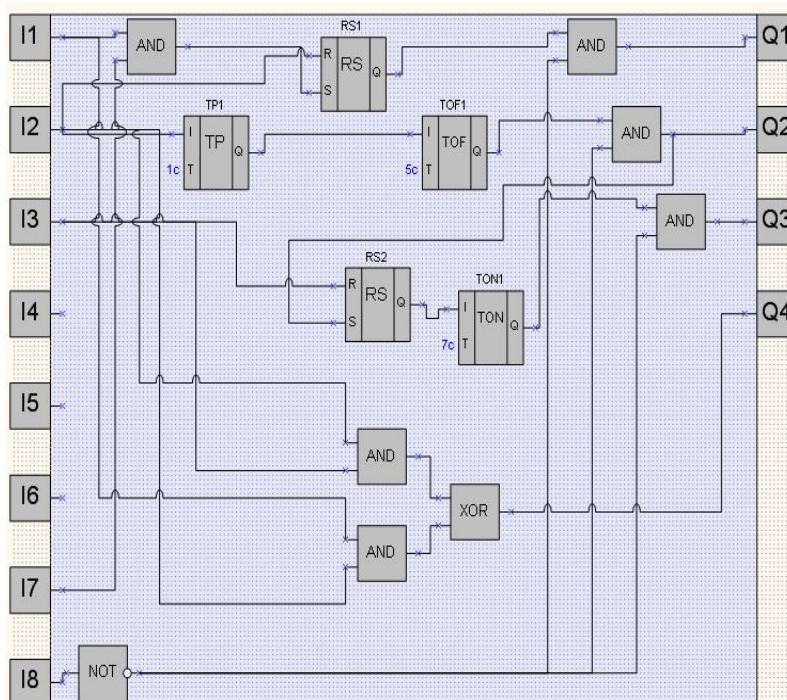 I1
AND
RS1
R
RS
Q
S
AND
Q1
I2
TP1
I
TP
Q
1c
T
TOF1
I
TOF
Q
5c
T
AND
Q2
I3
AND
Q3
RS2
R
RS
Q
S
TON1
I
TON
Q
7c
T
I4
Q4
I5
AND
I6
XOR
AND
I7
I8
NOT